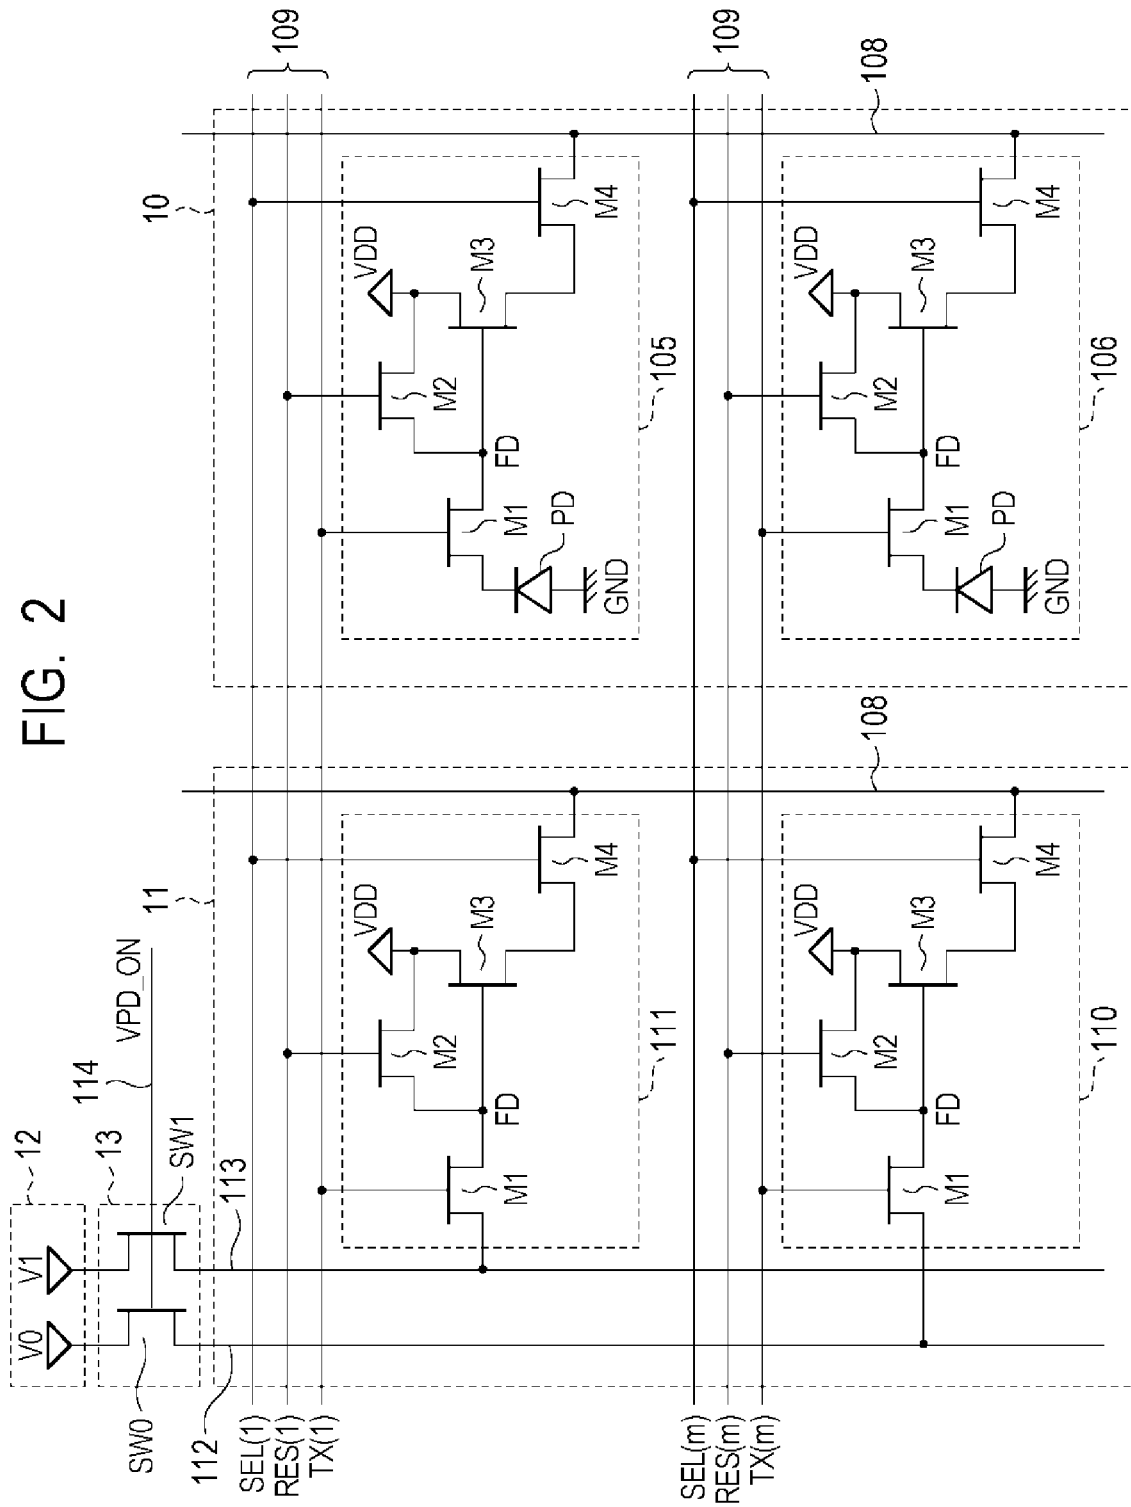 FIG. 2
12
V0
V1
13
SW0
SW1
114
VPD_ON
112
113
11
10
SEL(1)
RES(1)
TX(1)
109
M1
M2
VDD
M3
M4
FD
111
108
M1
M2
VDD
M3
M4
FD
PD
GND
105
108
SEL(m)
RES(m)
TX(m)
109
M1
M2
VDD
M3
M4
FD
110
M1
M2
VDD
M3
M4
FD
PD
GND
106